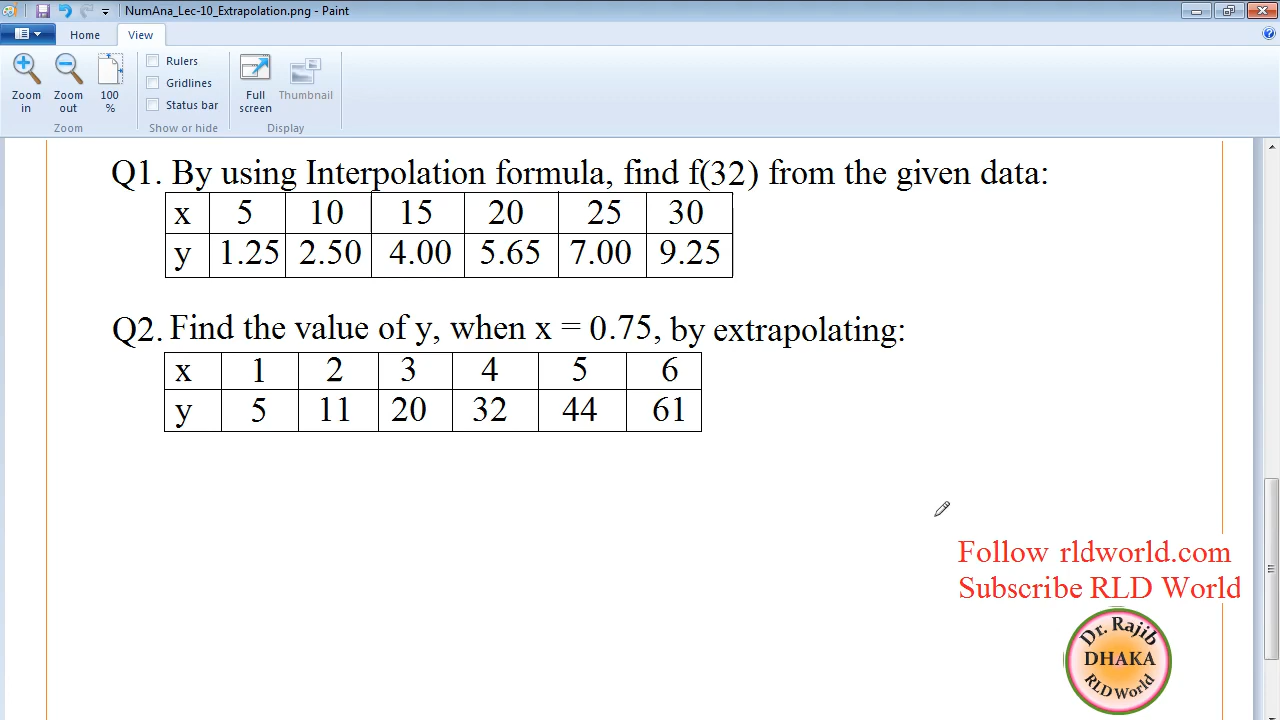 NumAna_Lec-10_Extrapolation.png - Paint
Home View
Zoom in
Zoom out
100 %
Rulers
Gridlines
Status bar
Full screen
Thumbnail
Zoom
Show or hide
Display
Q1. By using Interpolation formula, find f(32) from the given data:
x 5 10 15 20 25 30
y 1.25 2.50 4.00 5.65 7.00 9.25
Q2. Find the value of y, when x = 0.75, by extrapolating:
x 1 2 3 4 5 6
y 5 11 20 32 44 61
Follow rldworld.com
Subscribe RLD World
Dr. Rajib
DHAKA
RLD World